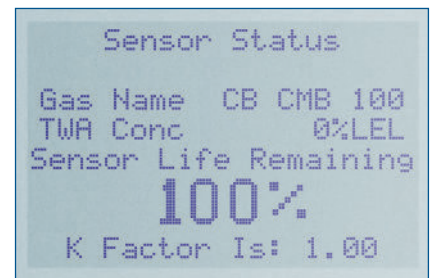 Sensor Status
Gas Name CB CMB 100
TWA Conc 0%LEL
Sensor Life Remaining
100%
K Factor Is: 1.00